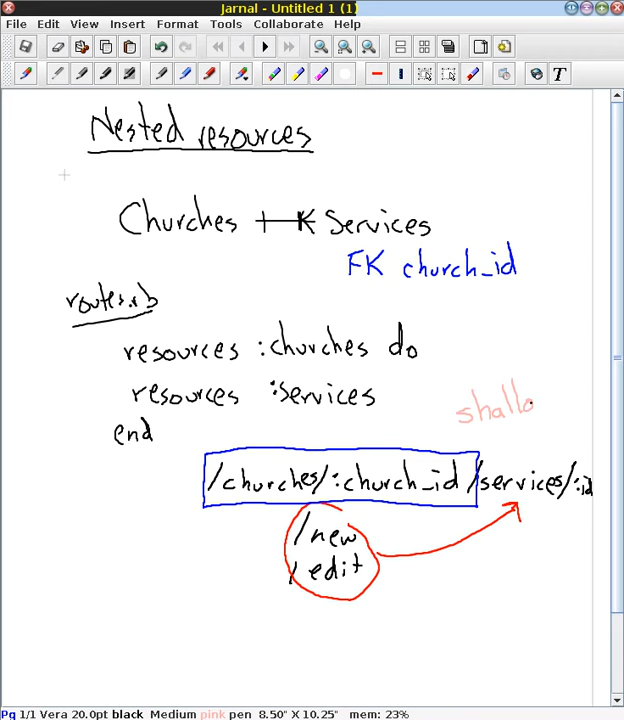 Jarnal - Untitled 1 (1)
File Edit View Insert Format Tools Collaborate Help
T
Nested resources
Churches Services
FK church_id
routes.rb
resources :churches do
resources :services
shallo
end
/churches/:church_id/services/:id
/new
/edit
Pg 1/1 Vera 20.0pt black Medium pink pen 8.50" X 10.25" mem: 23%